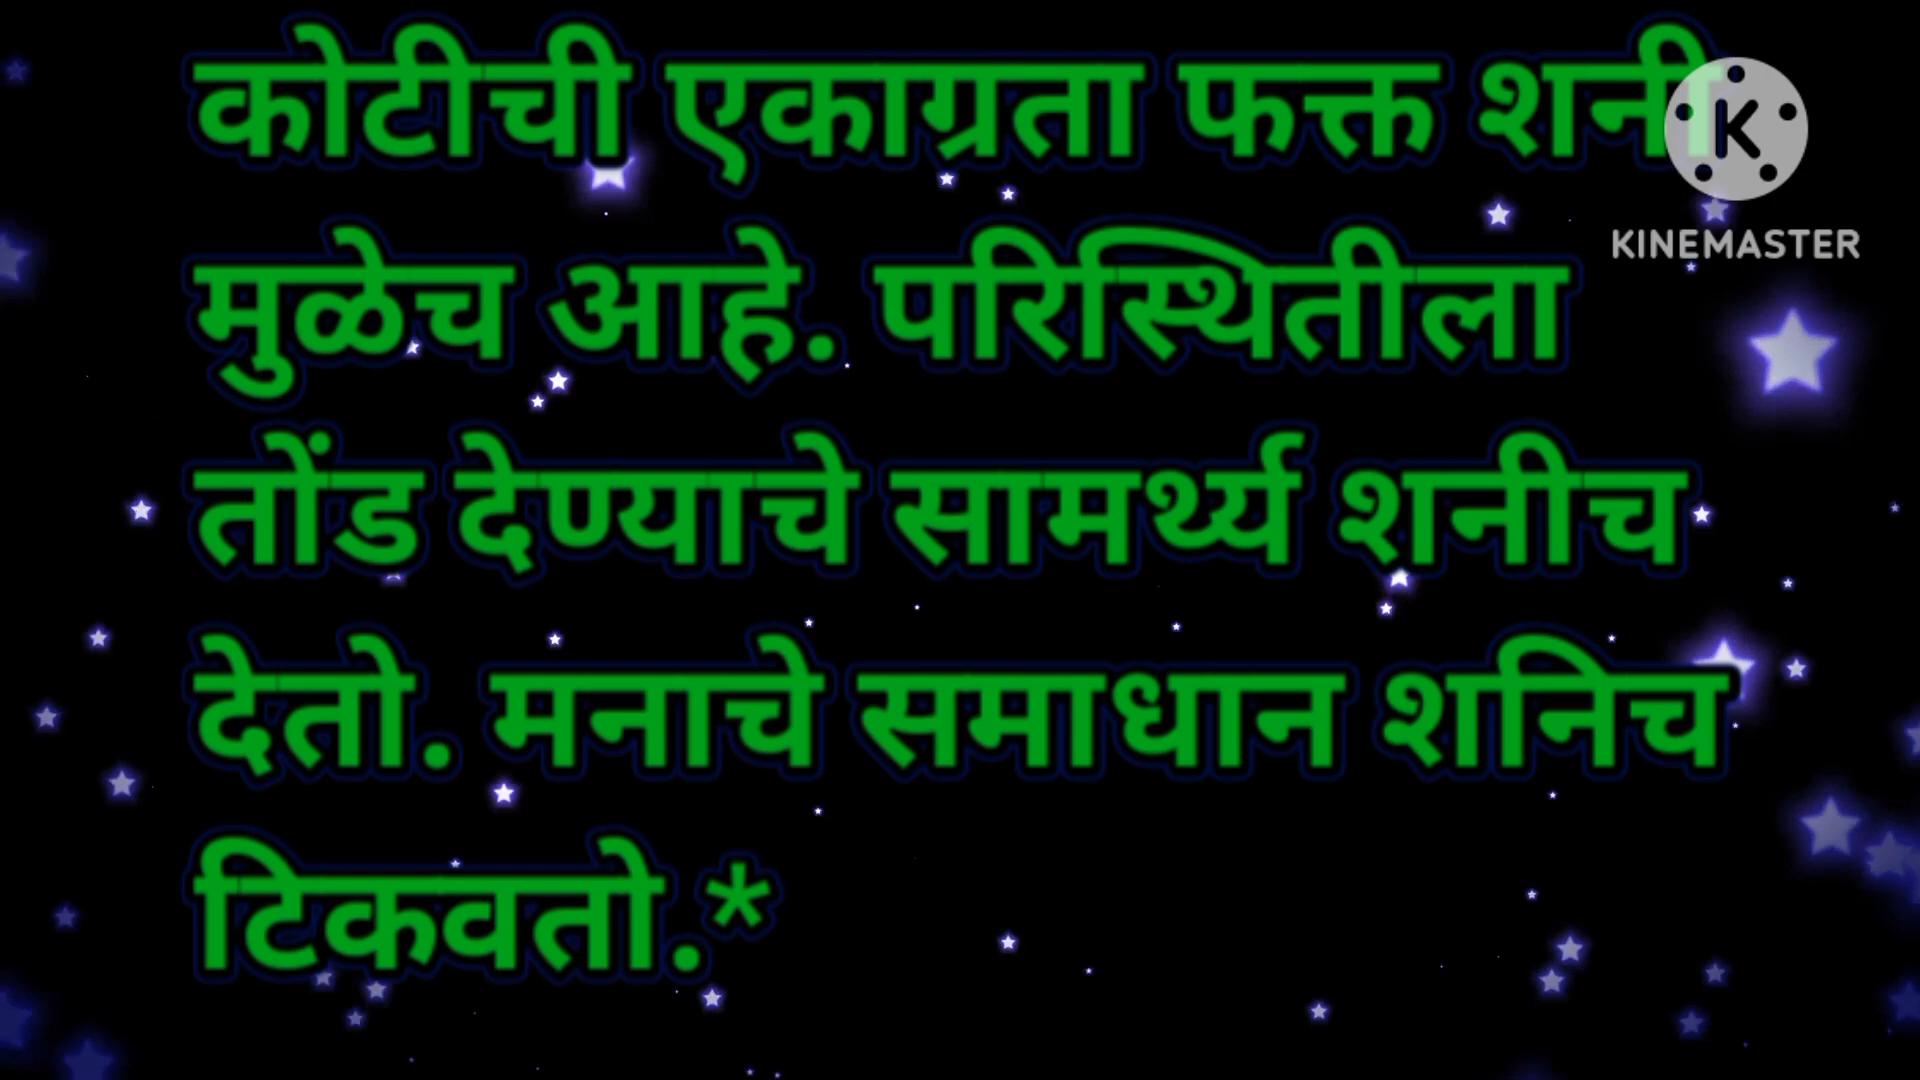 कोटीची एकाग्रता फक्त शनी
मुळेच आहे. परिस्थितीला
तोंड देण्याचे सामर्थ्य शनीच
देतो. मनाचे समाधान शनिच
टिकवतो.*
K
KINEMASTER